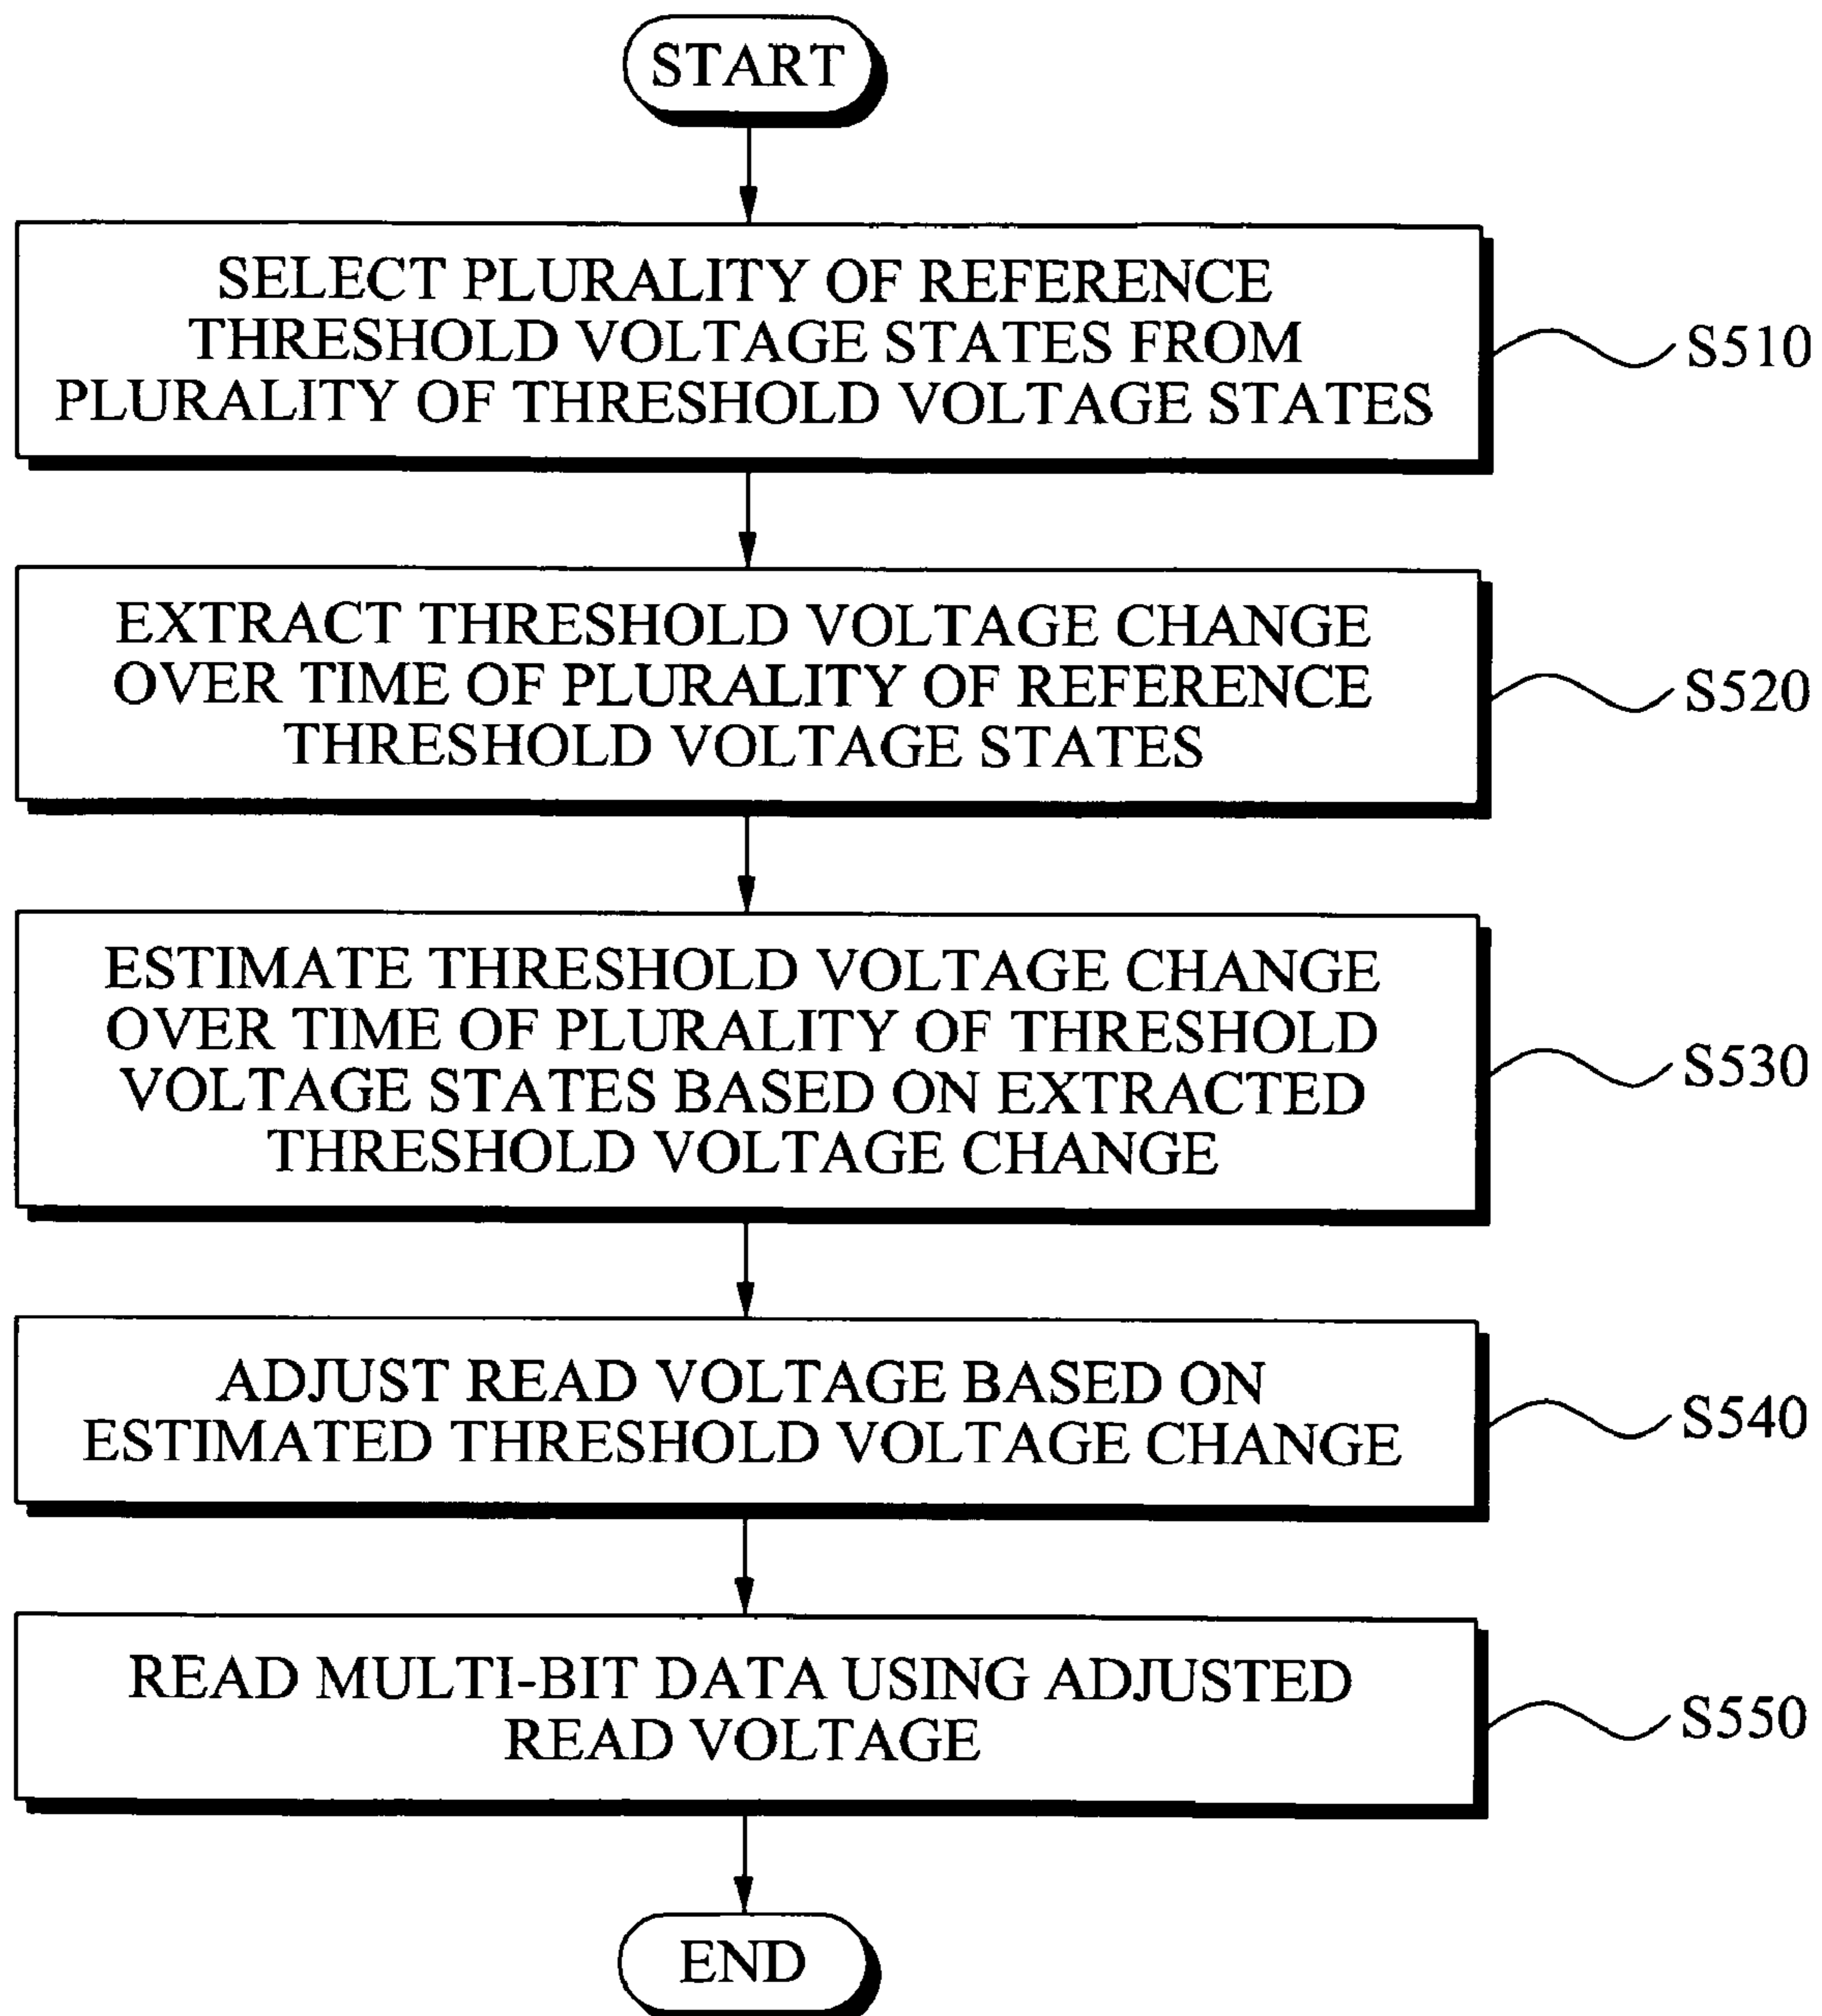 START
SELECT PLURALITY OF REFERENCE
THRESHOLD VOLTAGE STATES FROM
PLURALITY OF THRESHOLD VOLTAGE STATES
S510
EXTRACT THRESHOLD VOLTAGE CHANGE
OVER TIME OF PLURALITY OF REFERENCE
THRESHOLD VOLTAGE STATES
S520
ESTIMATE THRESHOLD VOLTAGE CHANGE
OVER TIME OF PLURALITY OF THRESHOLD
VOLTAGE STATES BASED ON EXTRACTED
THRESHOLD VOLTAGE CHANGE
S530
ADJUST READ VOLTAGE BASED ON
ESTIMATED THRESHOLD VOLTAGE CHANGE
S540
READ MULTI-BIT DATA USING ADJUSTED
READ VOLTAGE
S550
END